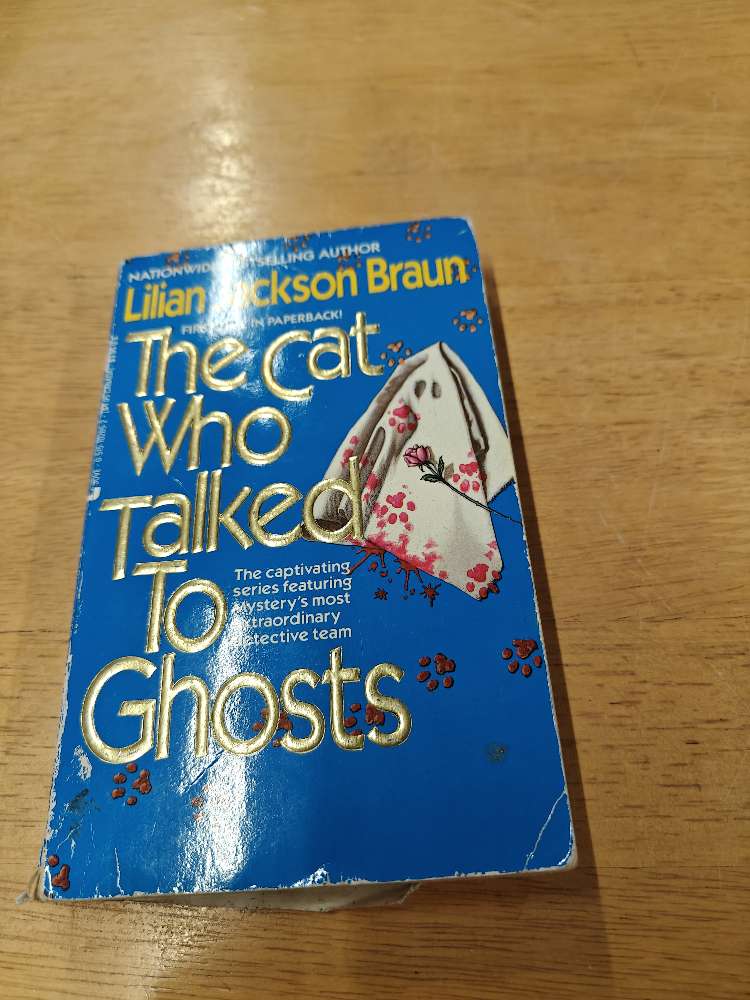 NATIONWIDE BESTSELLING AUTHOR
Lilian Jackson Braun
FIRST TIME IN PAPERBACK!
The Cat
Who
Talked
To
Ghosts
The captivating
series featuring
Mystery's most
extraordinary
detective team